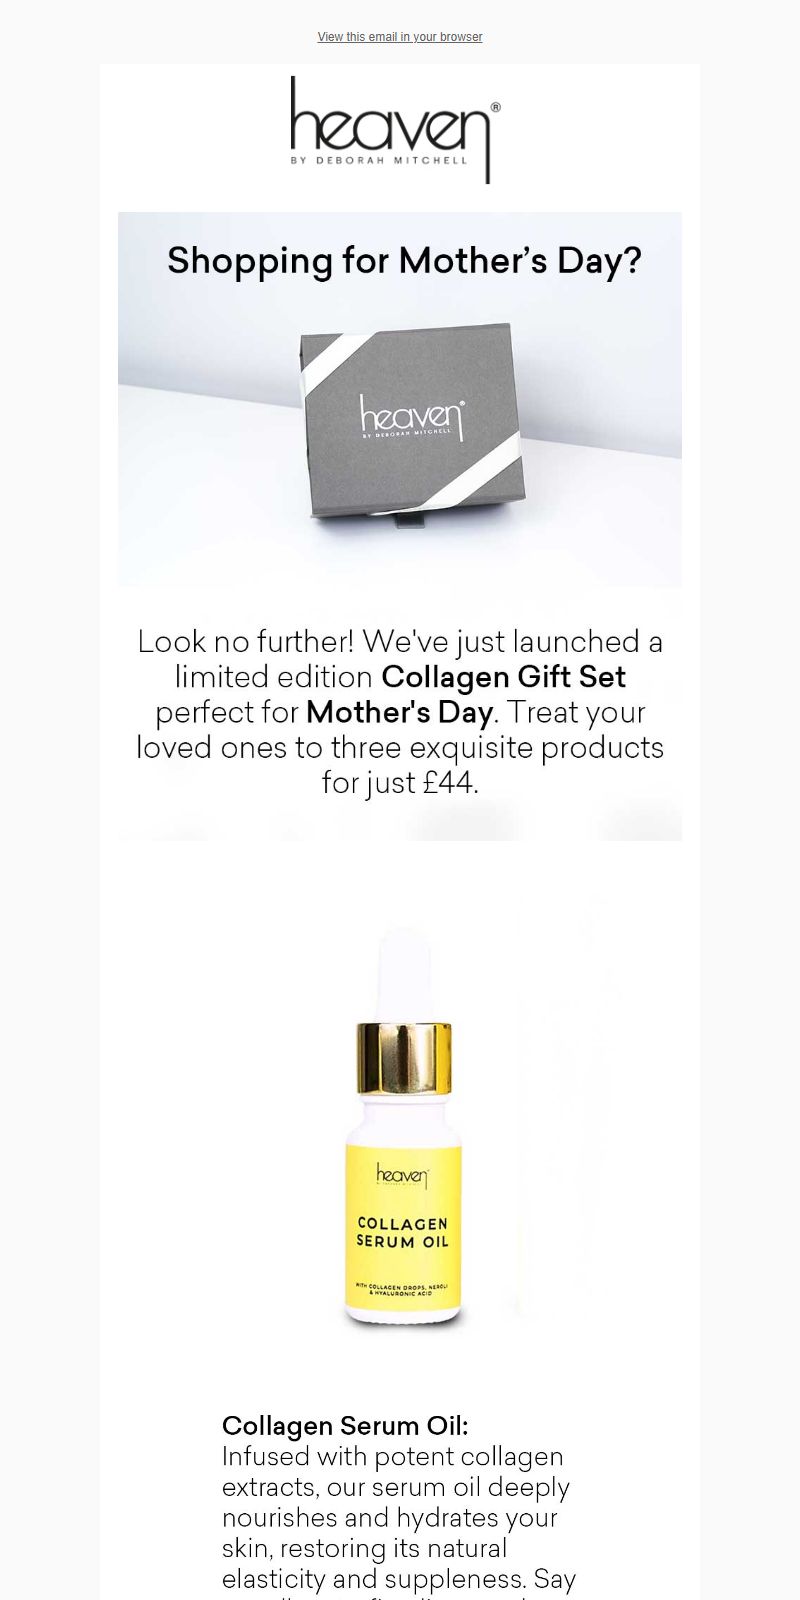 View this email in your browser
heaven®
BY DEBORAH MITCHELL
Shopping for Mother’s Day?
heaven®
BY DEBORAH MITCHELL
Look no further! We've just launched a
limited edition Collagen Gift Set
perfect for Mother's Day. Treat your
loved ones to three exquisite products
for just £44.
heaven
COLLAGEN
SERUM OIL
WITH COLLAGEN DROPS, NEROLI
& HYALURONIC ACID
Collagen Serum Oil:
Infused with potent collagen
extracts, our serum oil deeply
nourishes and hydrates your
skin, restoring its natural
elasticity and suppleness. Say